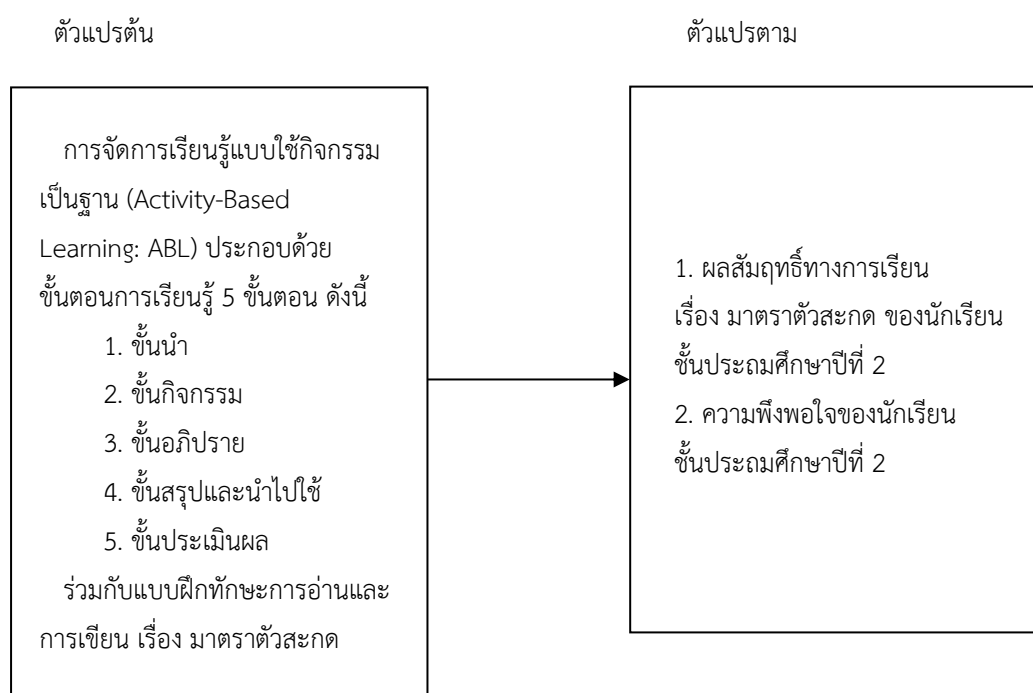 ตัวแปรต้น
ตัวแปรตาม
การจัดการเรียนรู้แบบใช้กิจกรรม
เป็นฐาน (Activity-Based
Learning: ABL) ประกอบด้วย
ขั้นตอนการเรียนรู้ 5 ขั้นตอน ดังนี้
1. ขั้นนำ
2. ขั้นกิจกรรม
3. ขั้นอภิปราย
4. ขั้นสรุปและนำไปใช้
5. ขั้นประเมินผล
ร่วมกับแบบฝึกทักษะการอ่านและ
การเขียน เรื่อง มาตราตัวสะกด
1. ผลสัมฤทธิ์ทางการเรียน
เรื่อง มาตราตัวสะกด ของนักเรียน
ชั้นประถมศึกษาปีที่ 2
2. ความพึงพอใจของนักเรียน
ชั้นประถมศึกษาปีที่ 2